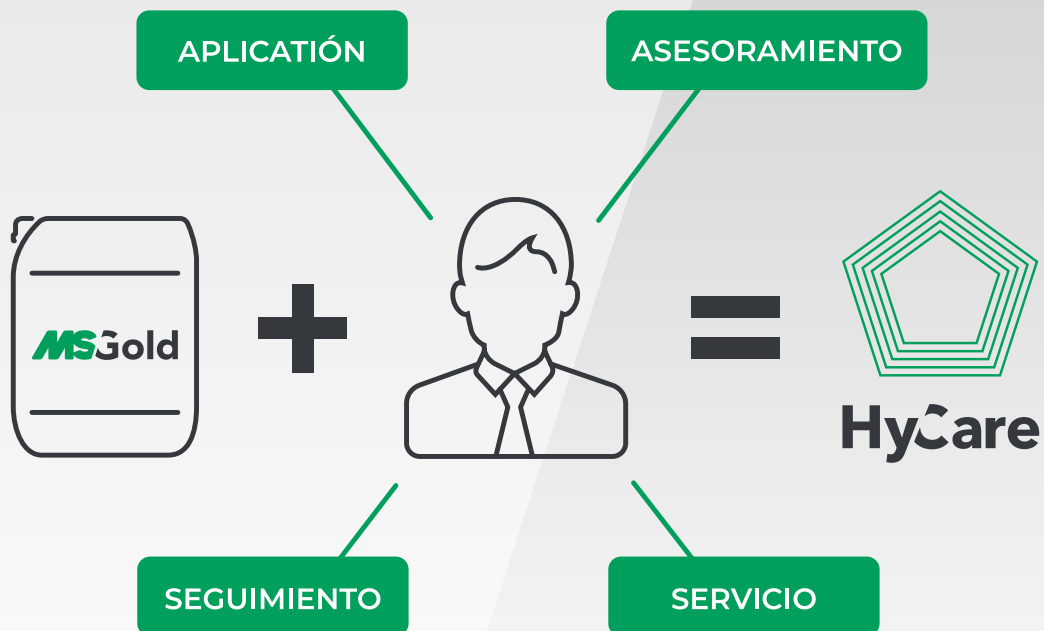 APLICATIÓN
ASESORAMIENTO
MSGold
HyCare
SEGUIMIENTO
SERVICIO